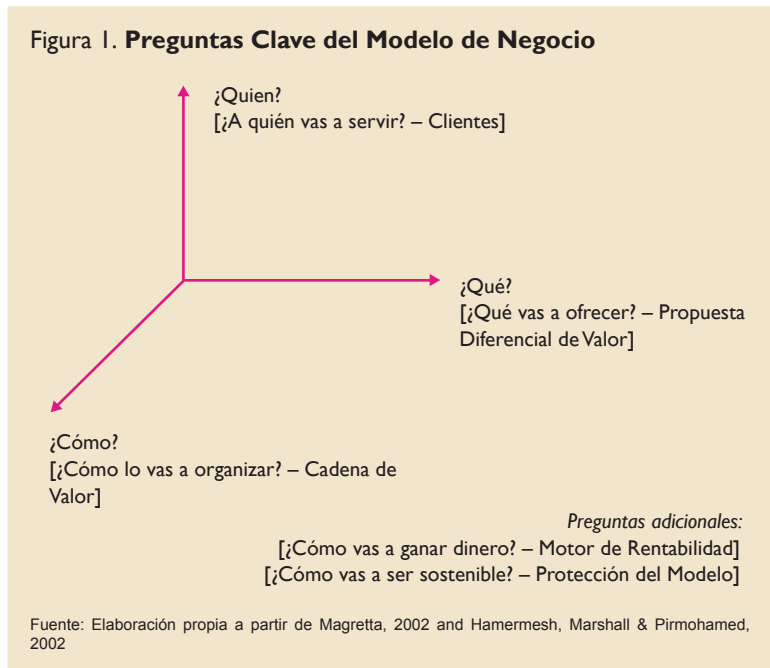 Figura 1. Preguntas Clave del Modelo de Negocio
¿Quien?
[¿A quién vas a servir? – Clientes]
¿Qué?
[¿Qué vas a ofrecer? – Propuesta
Diferencial de Valor]
¿Cómo?
[¿Cómo lo vas a organizar? – Cadena de
Valor]
Preguntas adicionales:
[¿Cómo vas a ganar dinero? – Motor de Rentabilidad]
[¿Cómo vas a ser sostenible? – Protección del Modelo]
Fuente: Elaboración propia a partir de Magretta, 2002 and Hamermesh, Marshall & Pirmohamed,
2002